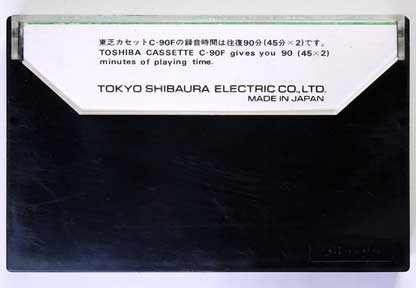 東芝カセットC-90Fの録音時間は往復90分(45分×2)です。
TOSHIBA CASSETTE C-90F gives you 90 (45×2)
minutes of playing time.
TOKYO SHIBAURA ELECTRIC CO.,LTD.
MADE IN JAPAN